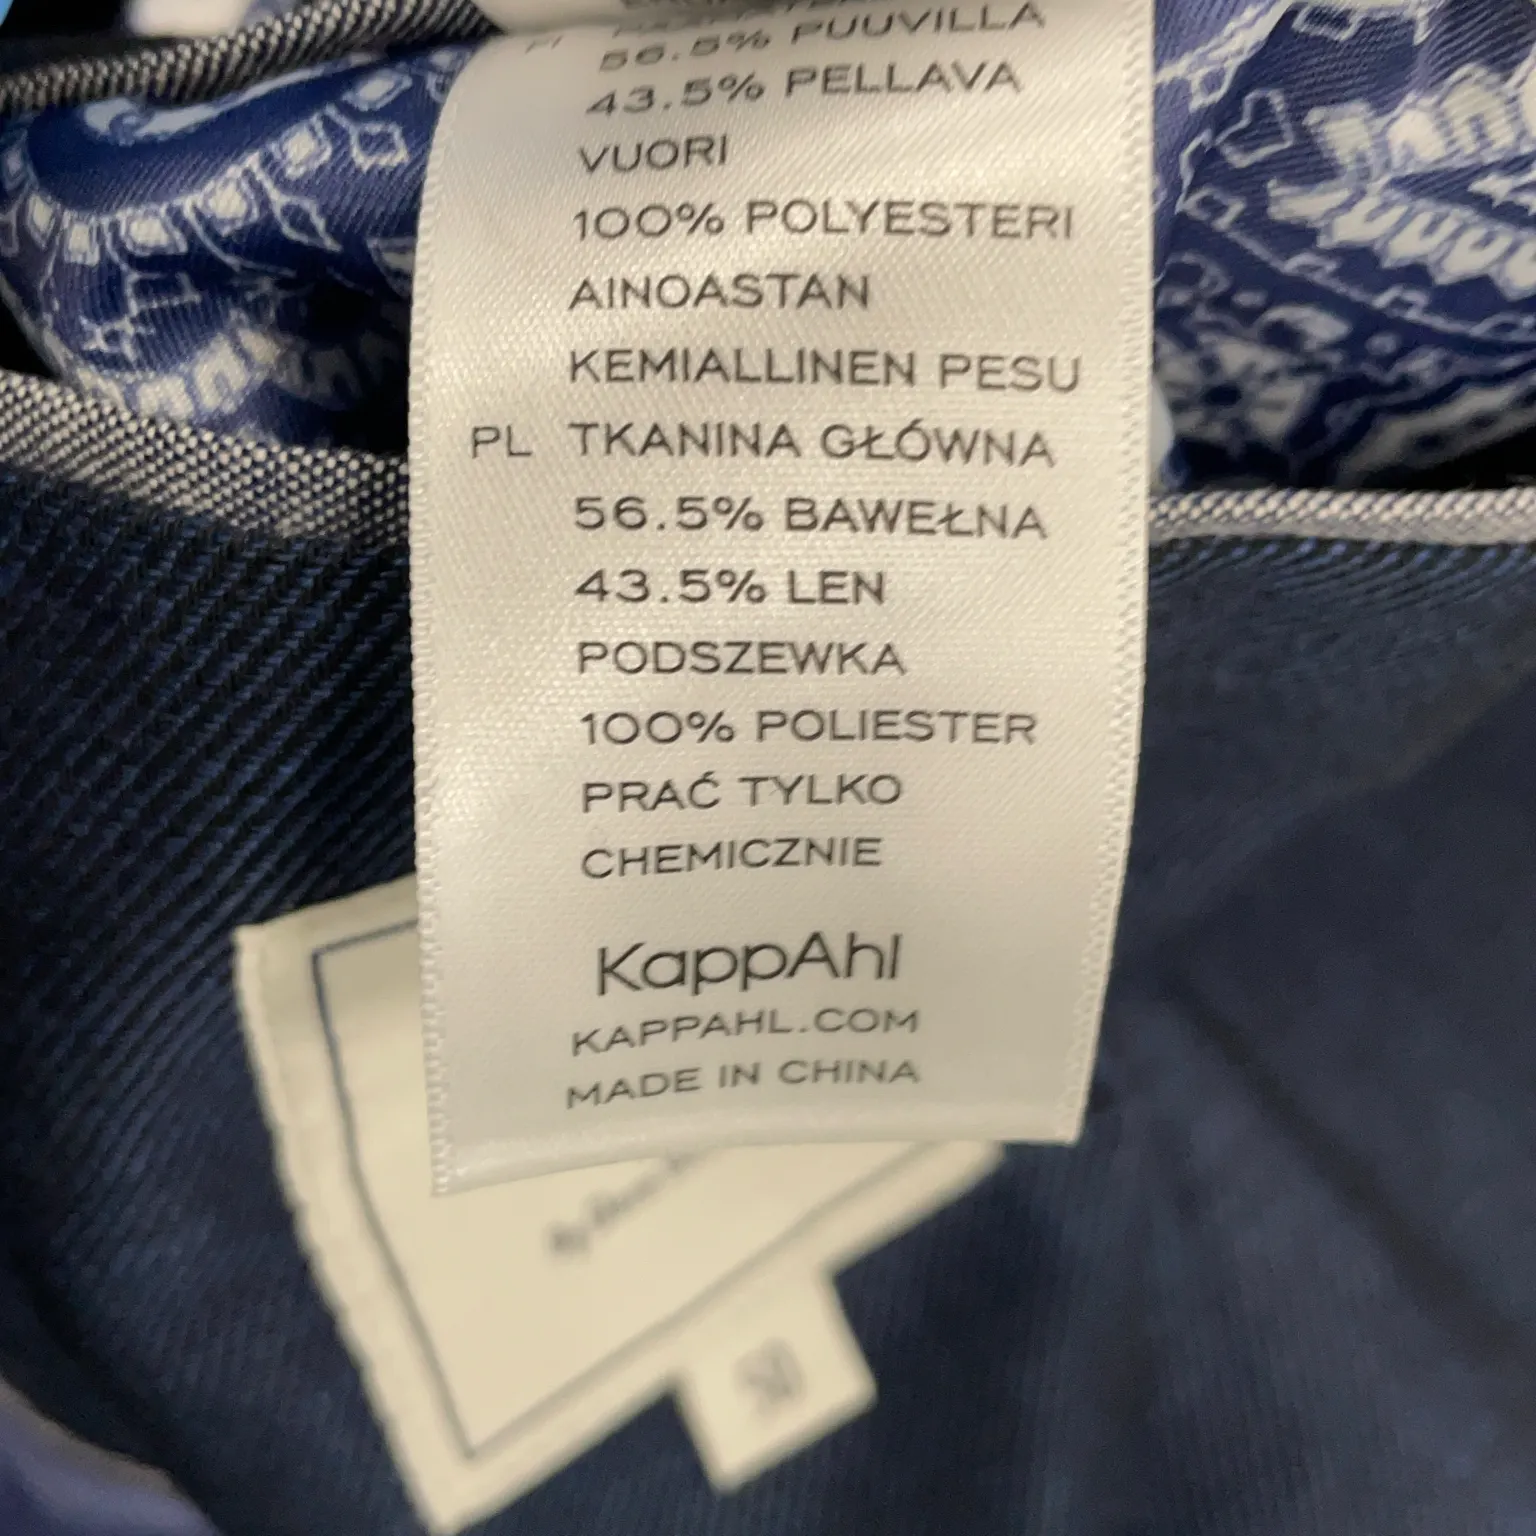 56.5% PUUVILLA
43.5% PELLAVA
VUORI
100% POLYESTERI
AINOASTAN
KEMIALLINEN PESU
PL TKANINA GŁÓWNA
56.5% BAWEŁNA
43.5% LEN
PODSZEWKA
100% POLIESTER
PRAĆ TYLKO
CHEMICZNIE
KappAhl
KAPPAHL.COM
MADE IN CHINA
50